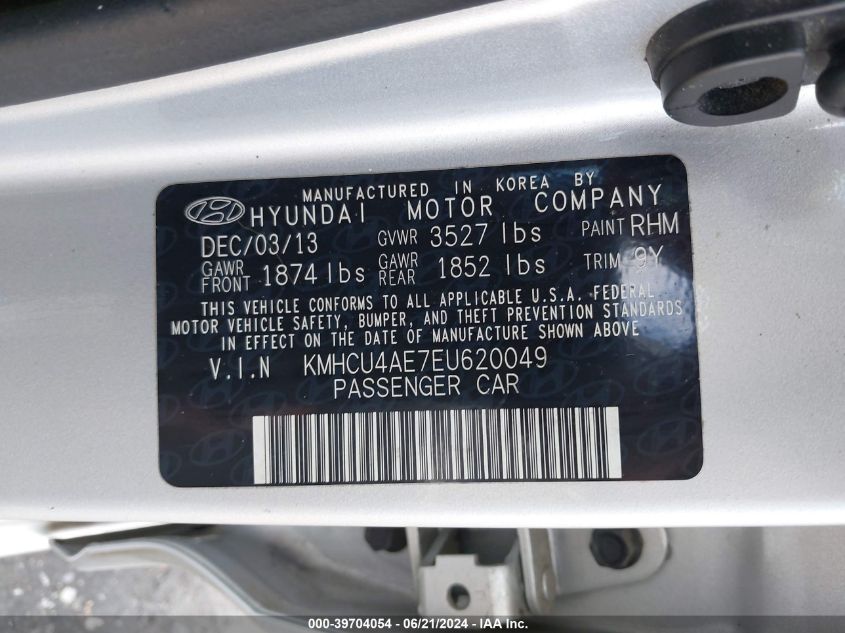 MANUFACTURED IN KOREA BY
HYUNDAI MOTOR COMPANY
DEC/03/13 GVWR 3527 lbs PAINT RHM
GAWR FRONT 1874 lbs GAWR REAR 1852 lbs TRIM 9Y
THIS VEHICLE CONFORMS TO ALL APPLICABLE U.S.A. FEDERAL
MOTOR VEHICLE SAFETY, BUMPER, AND THEFT PREVENTION STANDARDS
IN EFFECT ON THE DATE OF MANUFACTURE SHOWN ABOVE
V.I.N KMHCU4AE7EU620049
PASSENGER CAR
000-39704054 - 06/21/2024 - IAAI.com.